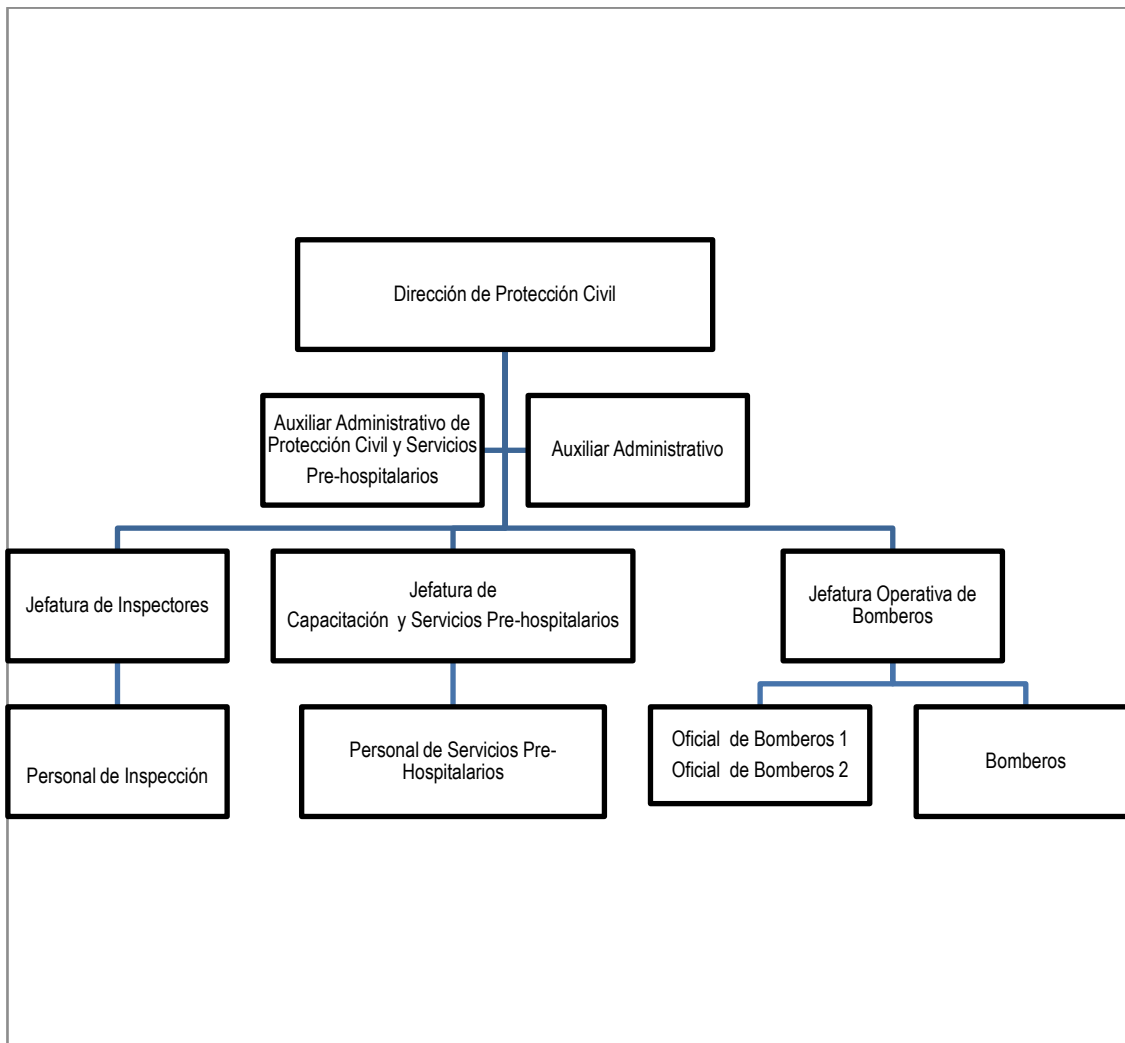 Dirección de Protección Civil
Auxiliar Administrativo de
Protección Civil y Servicios
Pre-hospitalarios
Auxiliar Administrativo
Jefatura de Inspectores
Jefatura de
Capacitación y Servicios Pre-hospitalarios
Jefatura Operativa de
Bomberos
Personal de Inspección
Personal de Servicios Pre-
Hospitalarios
Oficial de Bomberos 1
Oficial de Bomberos 2
Bomberos